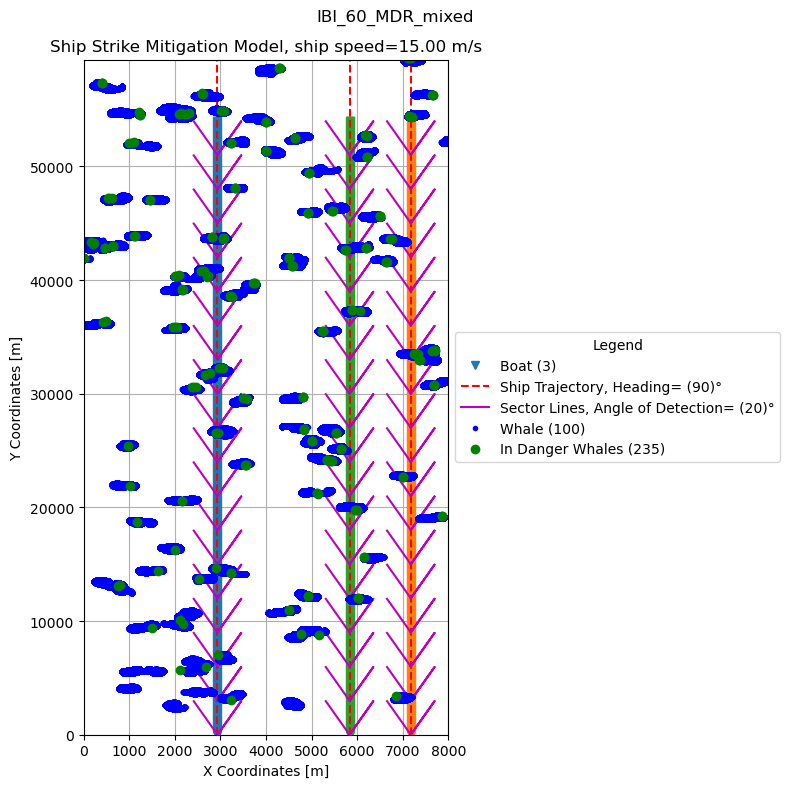 IBI_60_MDR_mixed
Ship Strike Mitigation Model, ship speed=15.00 m/s
50000
40000
30000
20000
10000
0
Y Coordinates [m]
0 1000 2000 3000 4000 5000 6000 7000 8000
X Coordinates [m]
Legend
Boat (3)
Ship Trajectory, Heading= (90)°
Sector Lines, Angle of Detection= (20)°
Whale (100)
In Danger Whales (235)